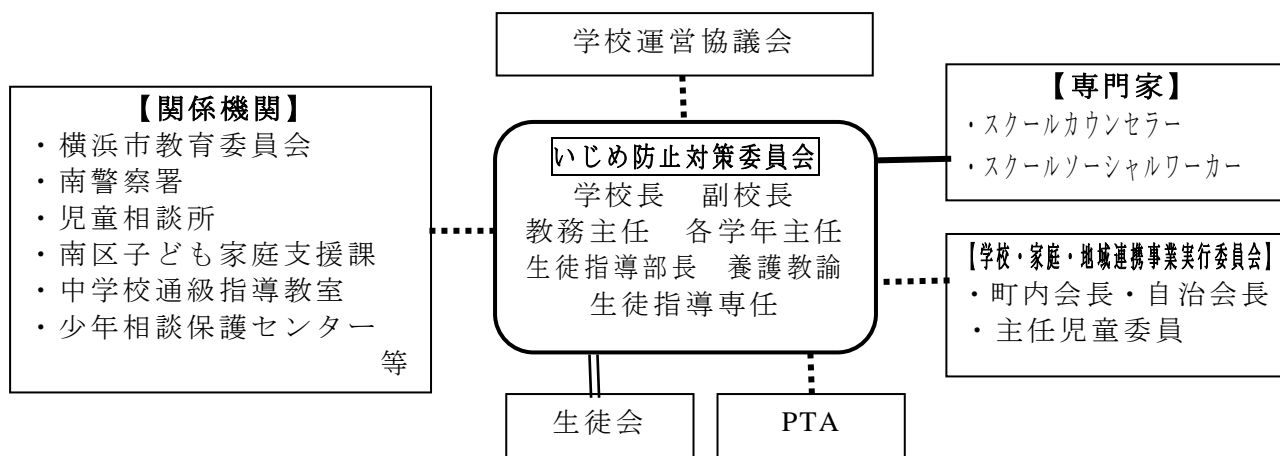 学校運営協議会
【関係機関】
・横浜市教育委員会
・南警察署
・児童相談所
・南区子ども家庭支援課
・中学校通級指導教室
・少年相談保護センター
等
いじめ防止対策委員会
学校長　副校長
教務主任　各学年主任
生徒指導部長　養護教諭
生徒指導専任
【専門家】
・スクールカウンセラー
・スクールソーシャルワーカー
【学校・家庭・地域連携事業実行委員会】
・町内会長・自治会長
・主任児童委員
生徒会
PTA